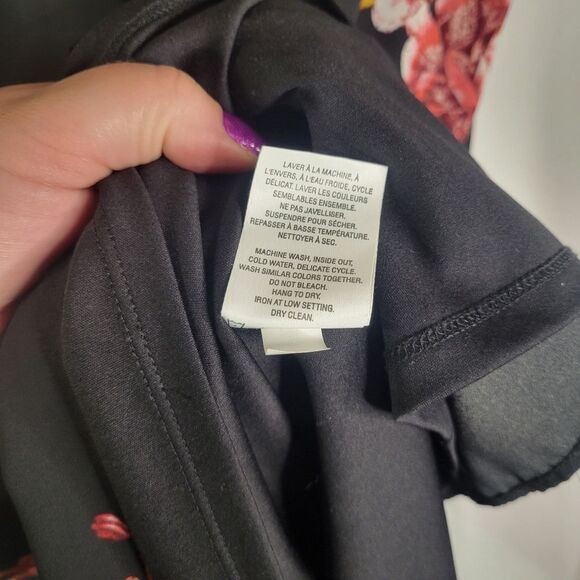 LAVER À LA MACHINE, À
L'ENVERS, À L'EAU FROIDE, CYCLE
DÉLICAT. LAVER LES COULEURS
SEMBLABLES ENSEMBLE.
NE PAS JAVELLISER.
SUSPENDRE POUR SÉCHER.
REPASSER À BASSE TEMPÉRATURE.
NETTOYER À SEC.
MACHINE WASH, INSIDE OUT,
COLD WATER, DELICATE CYCLE.
WASH SIMILAR COLORS TOGETHER.
DO NOT BLEACH.
HANG TO DRY.
IRON AT LOW SETTING.
DRY CLEAN.